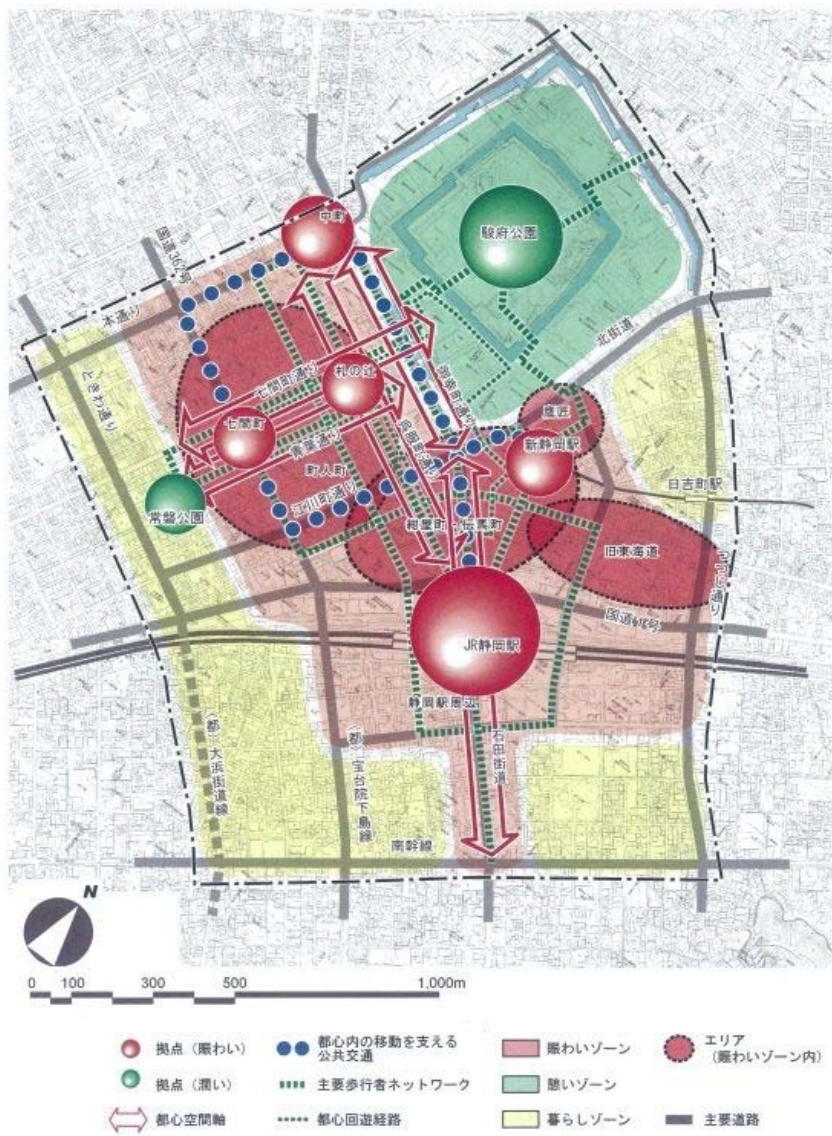 中町
駿府公園
国道362号
本通り
北街道
ときわ通り
七間町通り
札の辻
御幸町通り
呉服町通り
鷹匠
七間町
新静岡駅
青葉通り
町人町
日吉町駅
常磐公園
江川町通り
紺屋町・伝馬町
旧東海道
つつじ通り
国道1号
JR静岡駅
静岡駅周辺
石田街道
(都)大浜街道線
(都)宝台院下島線
南幹線
N
0 100 300 500 1,000m
拠点(賑わい)
都心内の移動を支える
公共交通
賑わいゾーン
エリア
(賑わいゾーン内)
拠点(潤い)
主要歩行者ネットワーク
憩いゾーン
都心空間軸
都心回遊経路
暮らしゾーン
主要道路